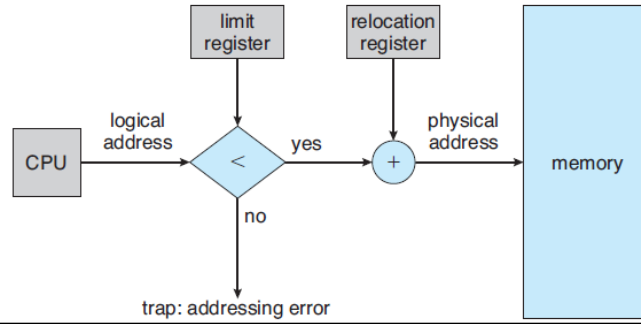 limit
register
relocation
register
logical
address
yes
physical
address
CPU
<
+
memory
no
trap: addressing error